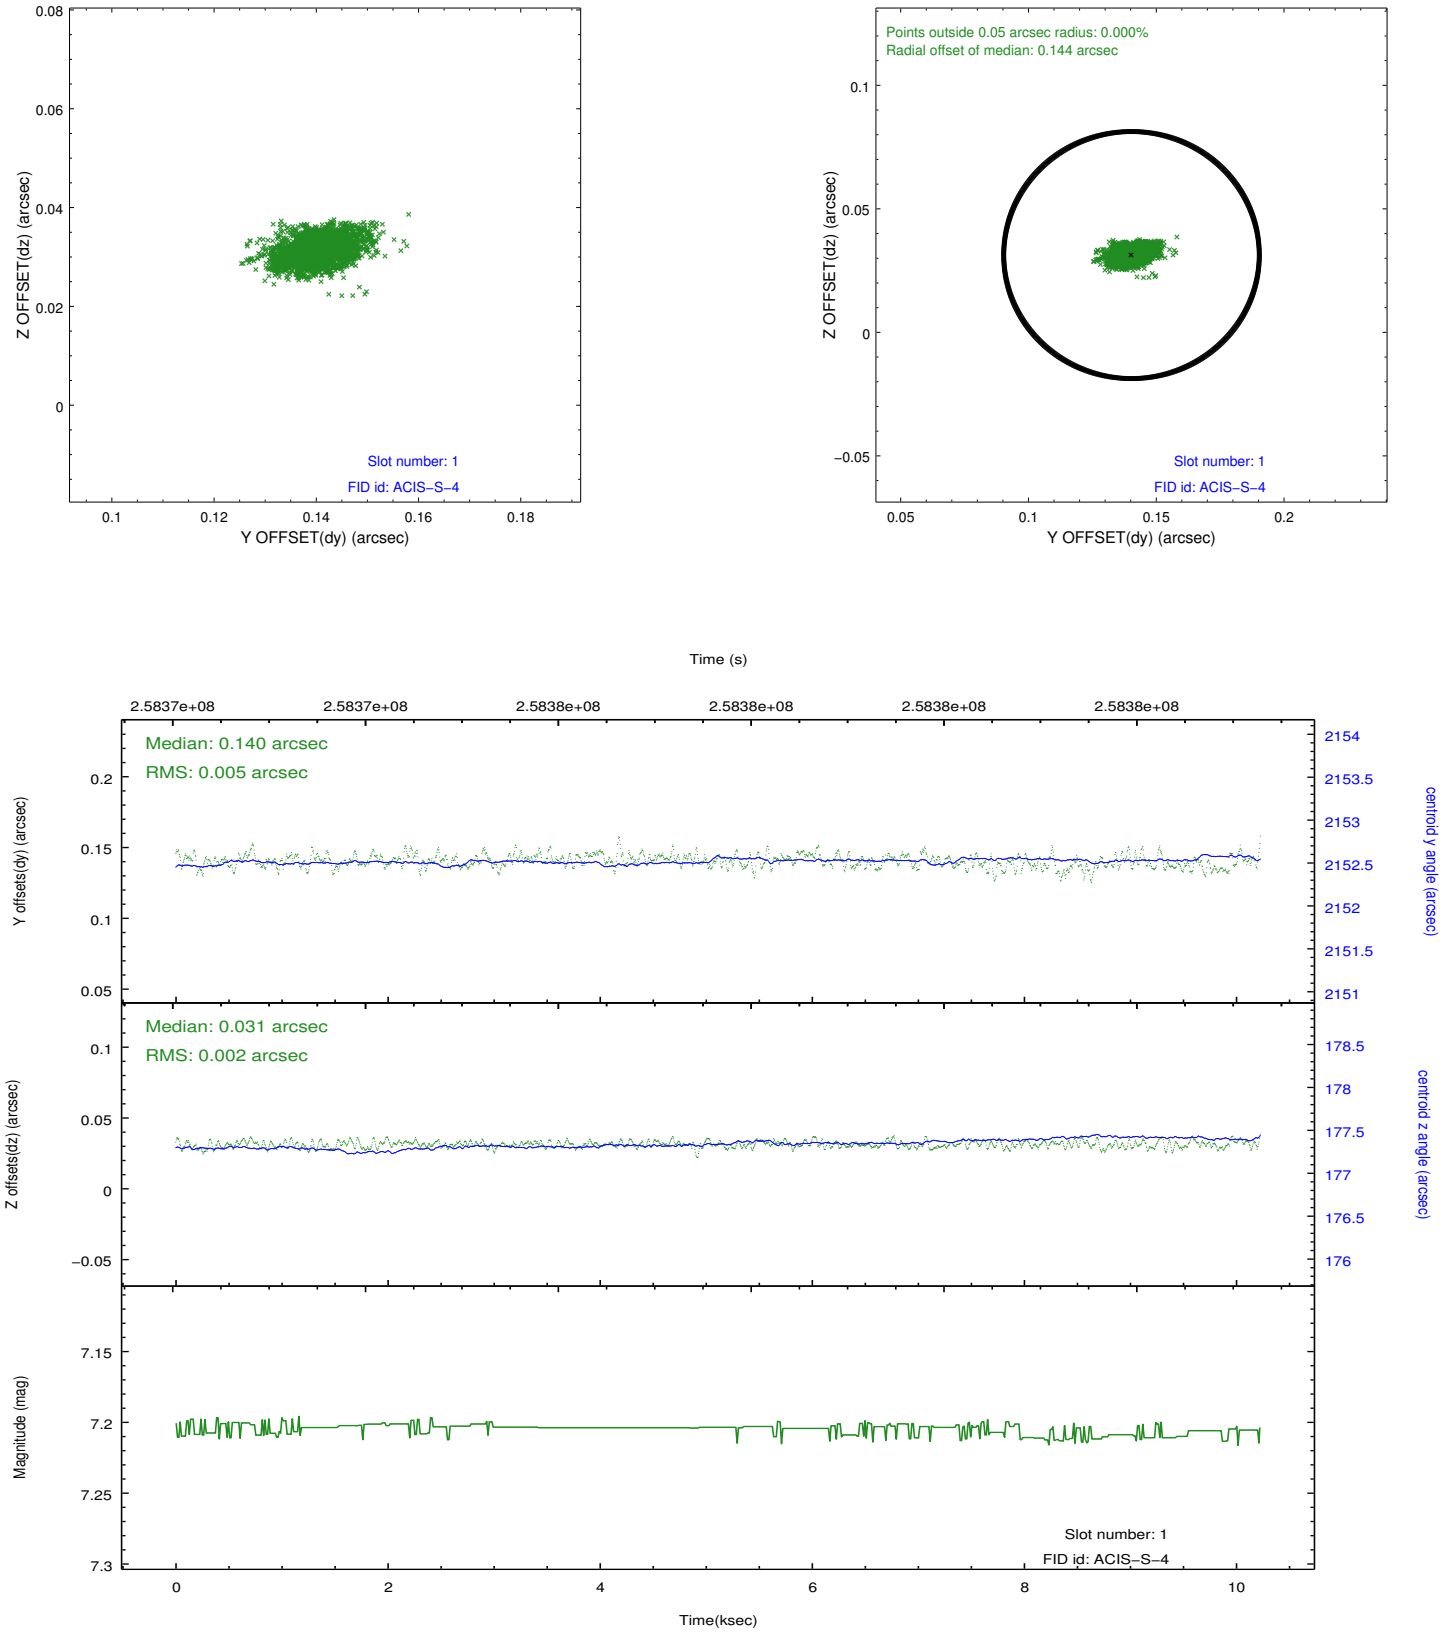 0.08
0.06
0.04
0.02
0
Z OFFSET(dz) (arcsec)
Slot number: 1
FID id: ACIS−S−4
0.1 0.12 0.14 0.16 0.18
Y OFFSET(dy) (arcsec)
Points outside 0.05 arcsec radius: 0.000%
Radial offset of median: 0.144 arcsec
0.1
0.05
0
−0.05
Z OFFSET(dz) (arcsec)
Slot number: 1
FID id: ACIS−S−4
0.05 0.1 0.15 0.2
Y OFFSET(dy) (arcsec)
Time (s)
2.5837e+08 2.5837e+08 2.5838e+08 2.5838e+08 2.5838e+08 2.5838e+08
Median: 0.140 arcsec
RMS: 0.005 arcsec
0.2
0.15
0.1
0.05
Y offsets(dy) (arcsec)
2154
2153.5
2153
2152.5
2152
2151.5
2151
centroid y angle (arcsec)
Median: 0.031 arcsec
RMS: 0.002 arcsec
0.1
0.05
0
−0.05
Z offsets(dz) (arcsec)
178.5
178
177.5
177
176.5
176
centroid z angle (arcsec)
7.15
7.2
7.25
7.3
Magnitude (mag)
Slot number: 1
FID id: ACIS−S−4
0 2 4 6 8 10
Time(ksec)